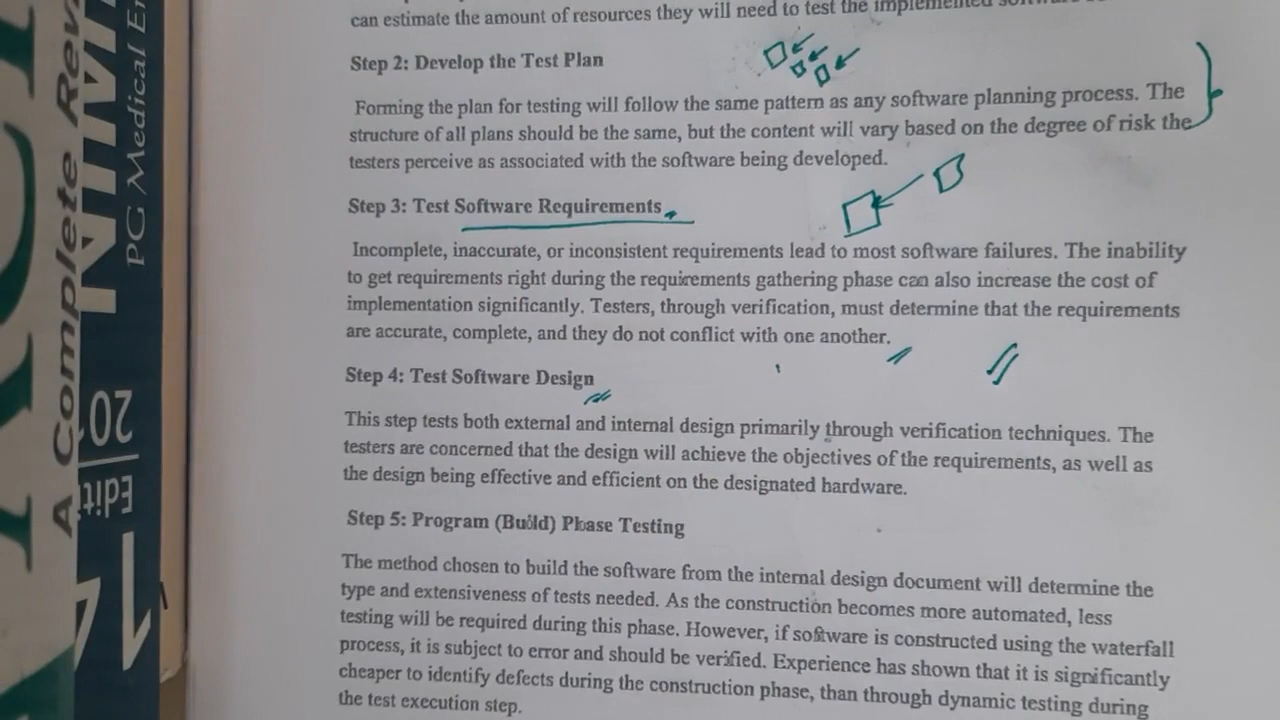 can estimate the amount of resources they will need to test the implemented
Step 2: Develop the Test Plan
Forming the plan for testing will follow the same pattern as any software planning process. The
structure of all plans should be the same, but the content will vary based on the degree of risk the
testers perceive as associated with the software being developed.
Step 3: Test Software Requirements
Incomplete, inaccurate, or inconsistent requirements lead to most software failures. The inability
to get requirements right during the requirements gathering phase can also increase the cost of
implementation significantly. Testers, through verification, must determine that the requirements
are accurate, complete, and they do not conflict with one another.
Step 4: Test Software Design
This step tests both external and internal design primarily through verification techniques. The
testers are concerned that the design will achieve the objectives of the requirements, as well as
the design being effective and efficient on the designated hardware.
Step 5: Program (Build) Phase Testing
The method chosen to build the software from the internal design document will determine the
type and extensiveness of tests needed. As the construction becomes more automated, less
testing will be required during this phase. However, if software is constructed using the waterfall
process, it is subject to error and should be verified. Experience has shown that it is significantly
cheaper to identify defects during the construction phase, than through dynamic testing during
the test execution step.
A Complete
PG Medical